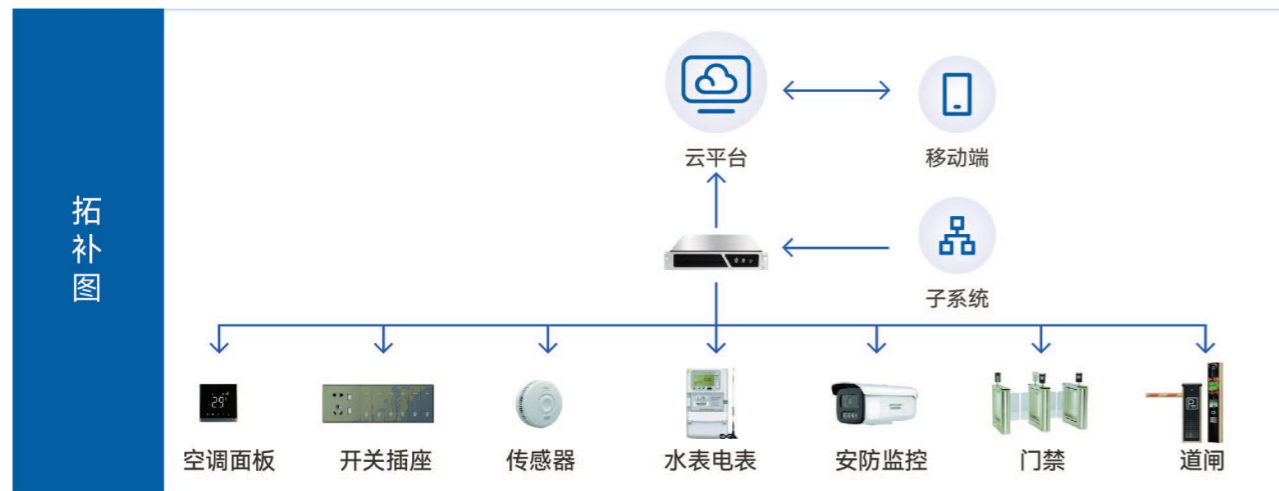 拓
补
图
云平台
移动端
子系统
29°
空调面板
开关插座
传感器
水表电表
安防监控
门禁
道闸